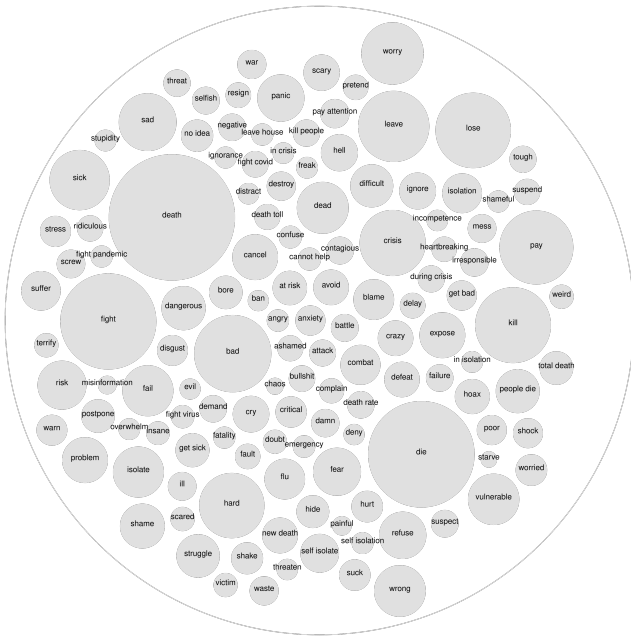 worry
war
scary
threat
pretend
resign
panic
selfish
pay attention
sad
negative
leave
lose
no idea
leave house
kill people
stupidity
in crisis
hell
ignorance
fight covid
tough
freak
sick
destroy
difficult
ignore
isolation
suspend
distract
shameful
dead
death
death toll
incompetence
stress
ridiculous
mess
confuse
crisis
pay
heartbreaking
contagious
fight pandemic
cancel
cannot help
screw
irresponsible
during crisis
suffer
bore
at risk
avoid
get bad
weird
blame
ban
delay
dangerous
fight
angry
anxiety
battle
kill
expose
crazy
terrify
disgust
ashamed
bad
attack
in isolation
combat
total death
bullshit
failure
defeat
risk
misinformation
chaos
evil
complain
fail
people die
hoax
death rate
demand
postpone
fight virus
cry
critical
damn
warn
overwhelm
insane
deny
poor
shock
fatality
doubt
emergency
get sick
fault
die
starve
problem
isolate
worried
fear
flu
ill
vulnerable
hard
hurt
hide
scared
shame
painful
suspect
new death
refuse
self isolation
self isolate
struggle
shake
threaten
suck
victim
waste
wrong